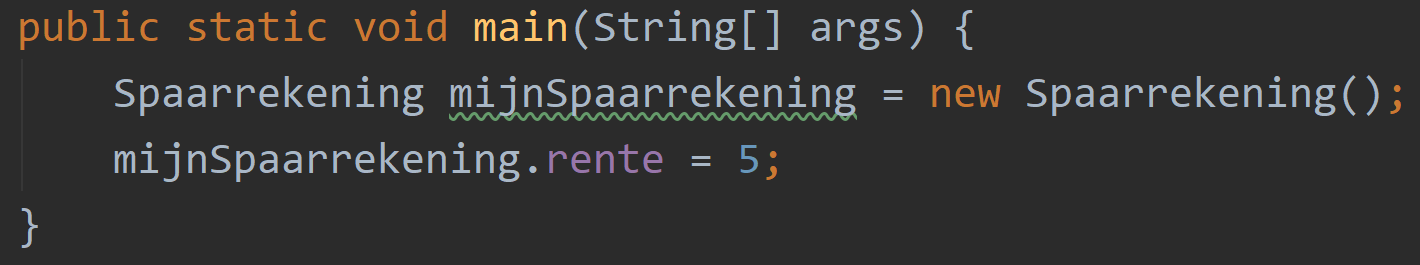 public static void main(String[] args) {
Spaarrekening mijnSpaarrekening = new Spaarrekening();
mijnSpaarrekening.rente = 5;
}